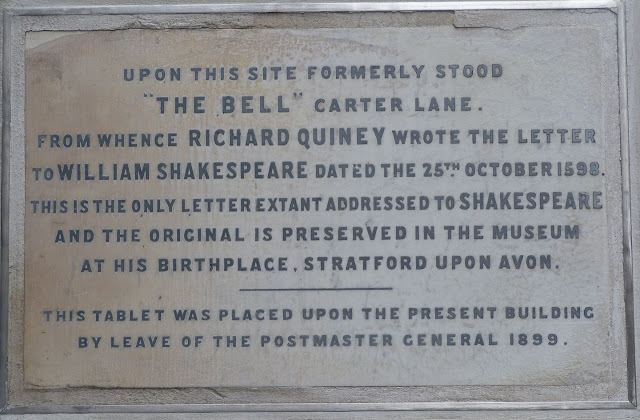 UPON THIS SITE FORMERLY STOOD
"THE BELL" CARTER LANE.
FROM WHENCE RICHARD QUINEY WROTE THE LETTER
TO WILLIAM SHAKESPEARE DATED THE 25TH OCTOBER 1598.
THIS IS THE ONLY LETTER EXTANT ADDRESSED TO SHAKESPEARE
AND THE ORIGINAL IS PRESERVED IN THE MUSEUM
AT HIS BIRTHPLACE, STRATFORD UPON AVON.
THIS TABLET WAS PLACED UPON THE PRESENT BUILDING
BY LEAVE OF THE POSTMASTER GENERAL 1899.